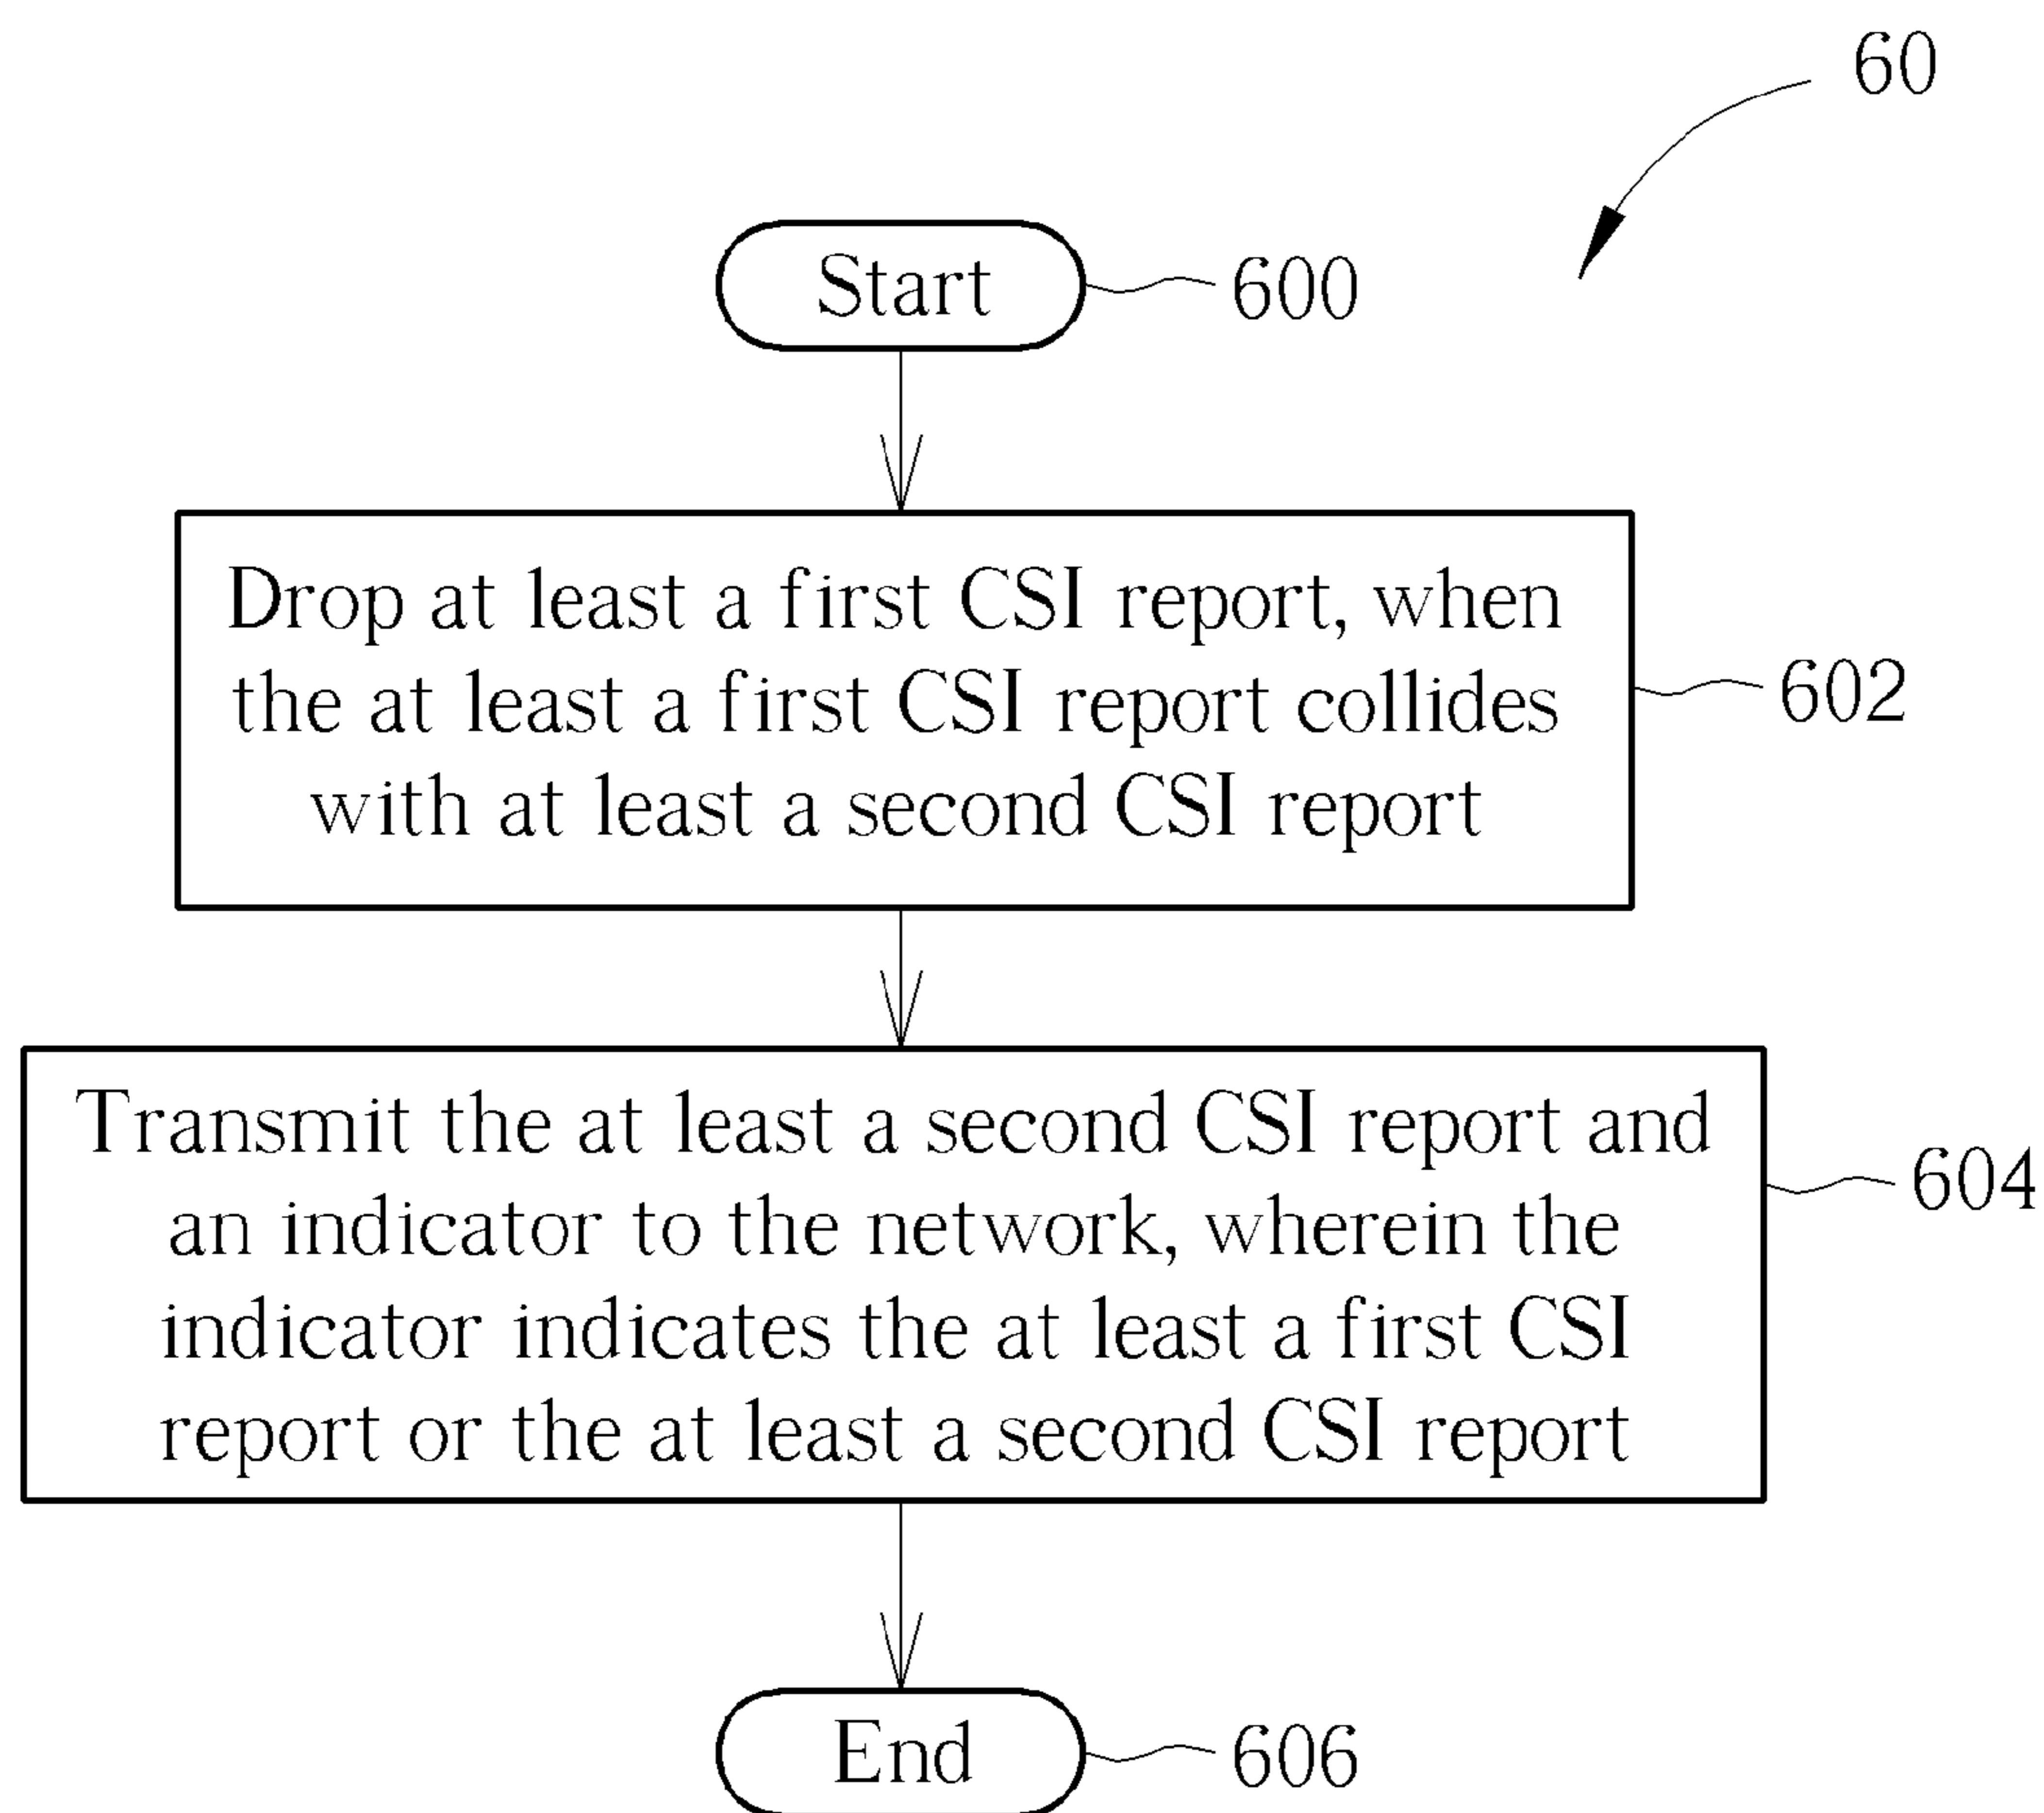 60
Start
600
Drop at least a first CSI report, when
the at least a first CSI report collides
with at least a second CSI report
602
Transmit the at least a second CSI report and
an indicator to the network, wherein the
indicator indicates the at least a first CSI
report or the at least a second CSI report
604
End
606